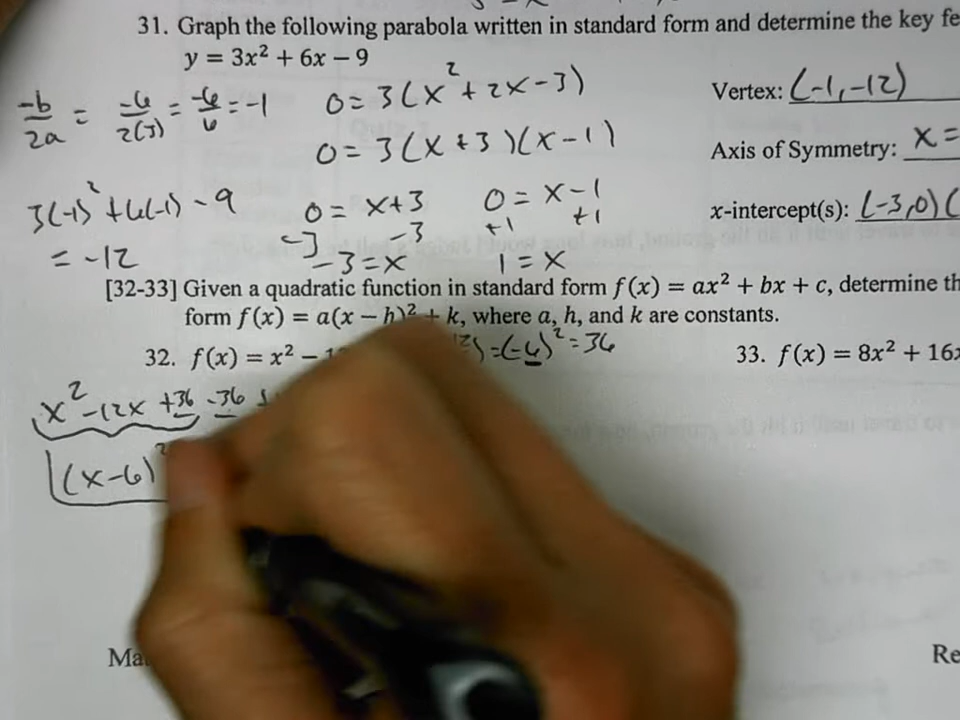 31. Graph the following parabola written in standard form and determine the key fe
y = 3x² + 6x − 9
-b/2a = -6/2(3) = -6/6 = -1
0 = 3(x² + 2x - 3)
0 = 3(x + 3)(x - 1)
3(-1)² + 6(-1) - 9
= -12
0 = x + 3
-3 -3
-3 = x
0 = x - 1
+1 +1
1 = x
Vertex: (-1, -12)
Axis of Symmetry: x =
x-intercept(s): (-3,0) (
[32-33] Given a quadratic function in standard form f(x) = ax² + bx + c, determine th
form f(x) = a(x − h)² + k, where a, h, and k are constants.
32. f(x) = x² −
= (-6)² = 36
x² - 12x + 36 - 36
(x - 6)²
33. f(x) = 8x² + 16x
Ma
Re